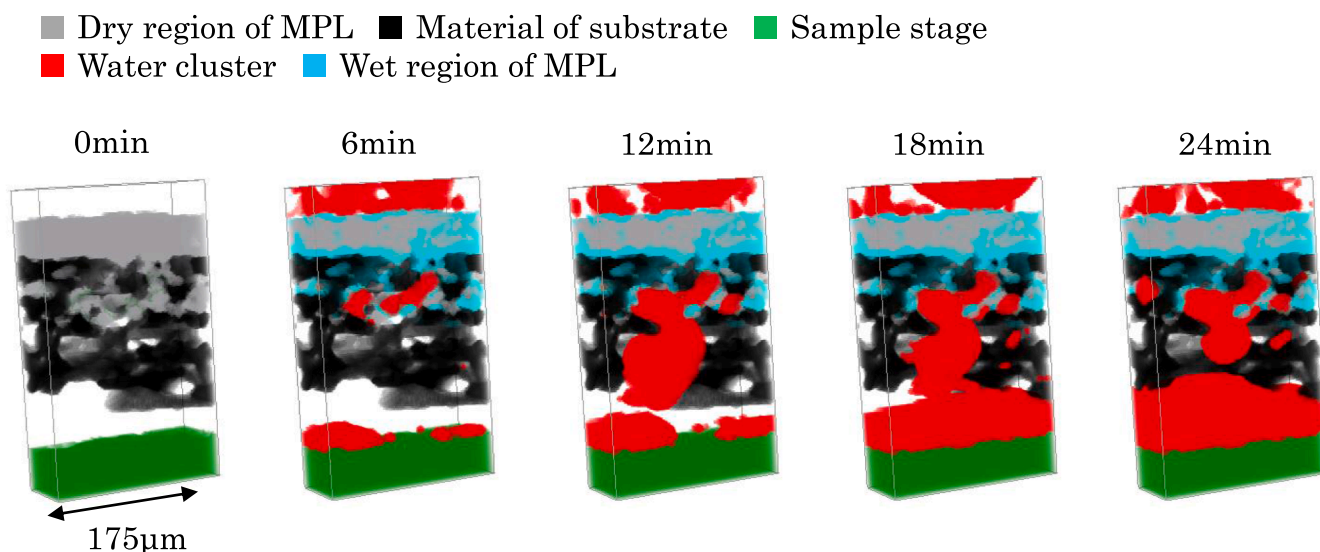 Dry region of MPL Material of substrate Sample stage
Water cluster Wet region of MPL
0min 6min 12min 18min 24min
175μm